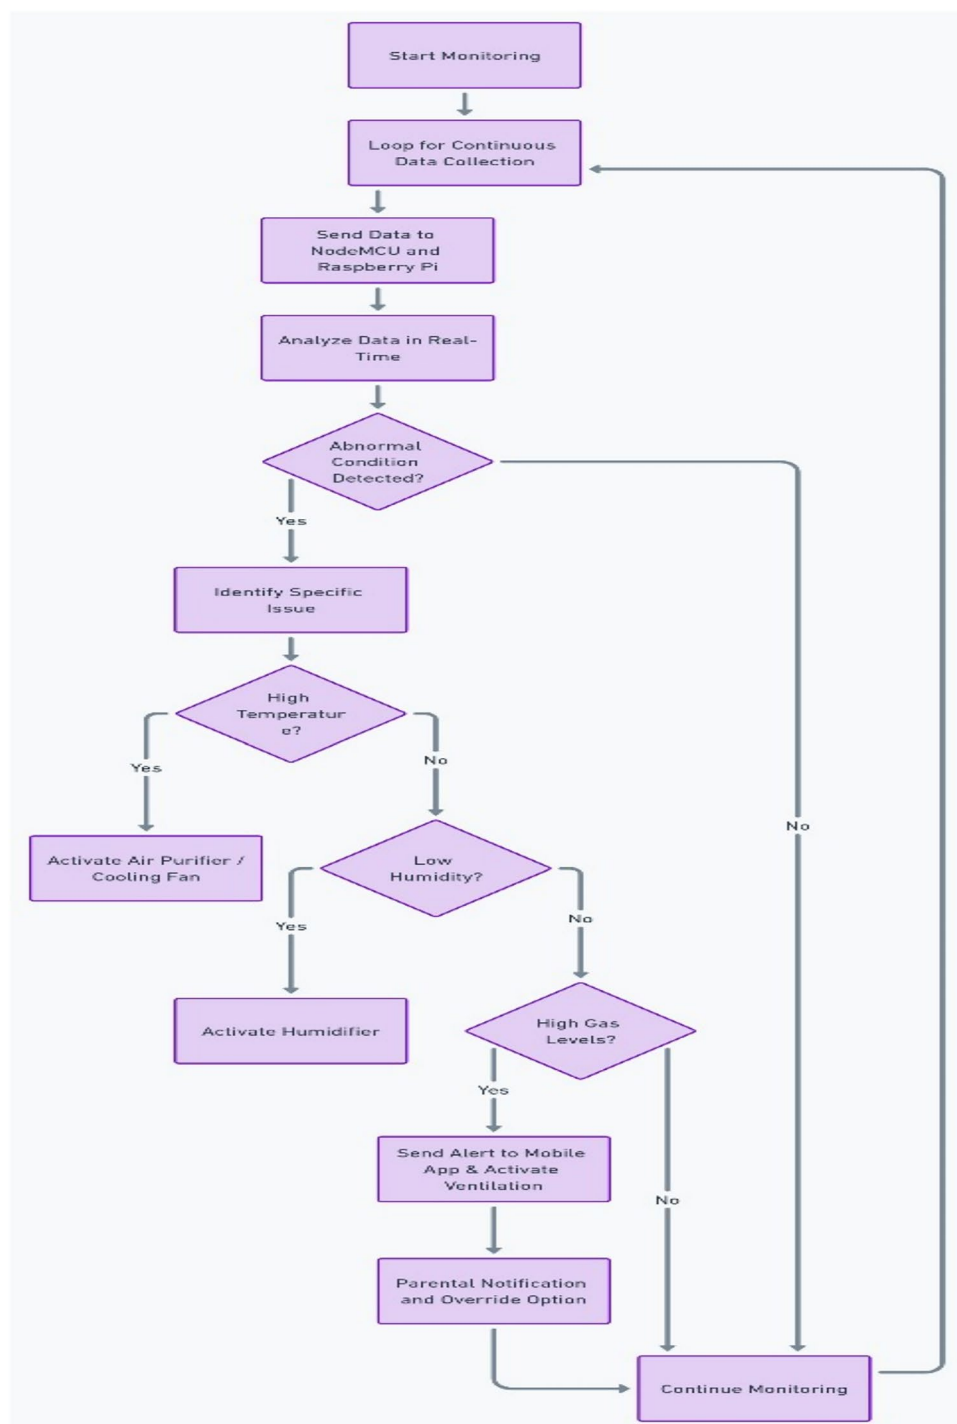 Start Monitoring
Loop for Continuous
Data Collection
Send Data to
NodeMCU and
Raspberry Pi
Analyze Data in Real-
Time
Abnormal
Condition
Detected?
Yes
Identify Specific
Issue
High
Temperatur
e?
Yes
No
Activate Air Purifier /
Cooling Fan
Low
Humidity?
No
Yes
No
Activate Humidifier
High Gas
Levels?
Yes
Send Alert to Mobile
App & Activate
Ventilation
No
Parental Notification
and Override Option
Continue Monitoring